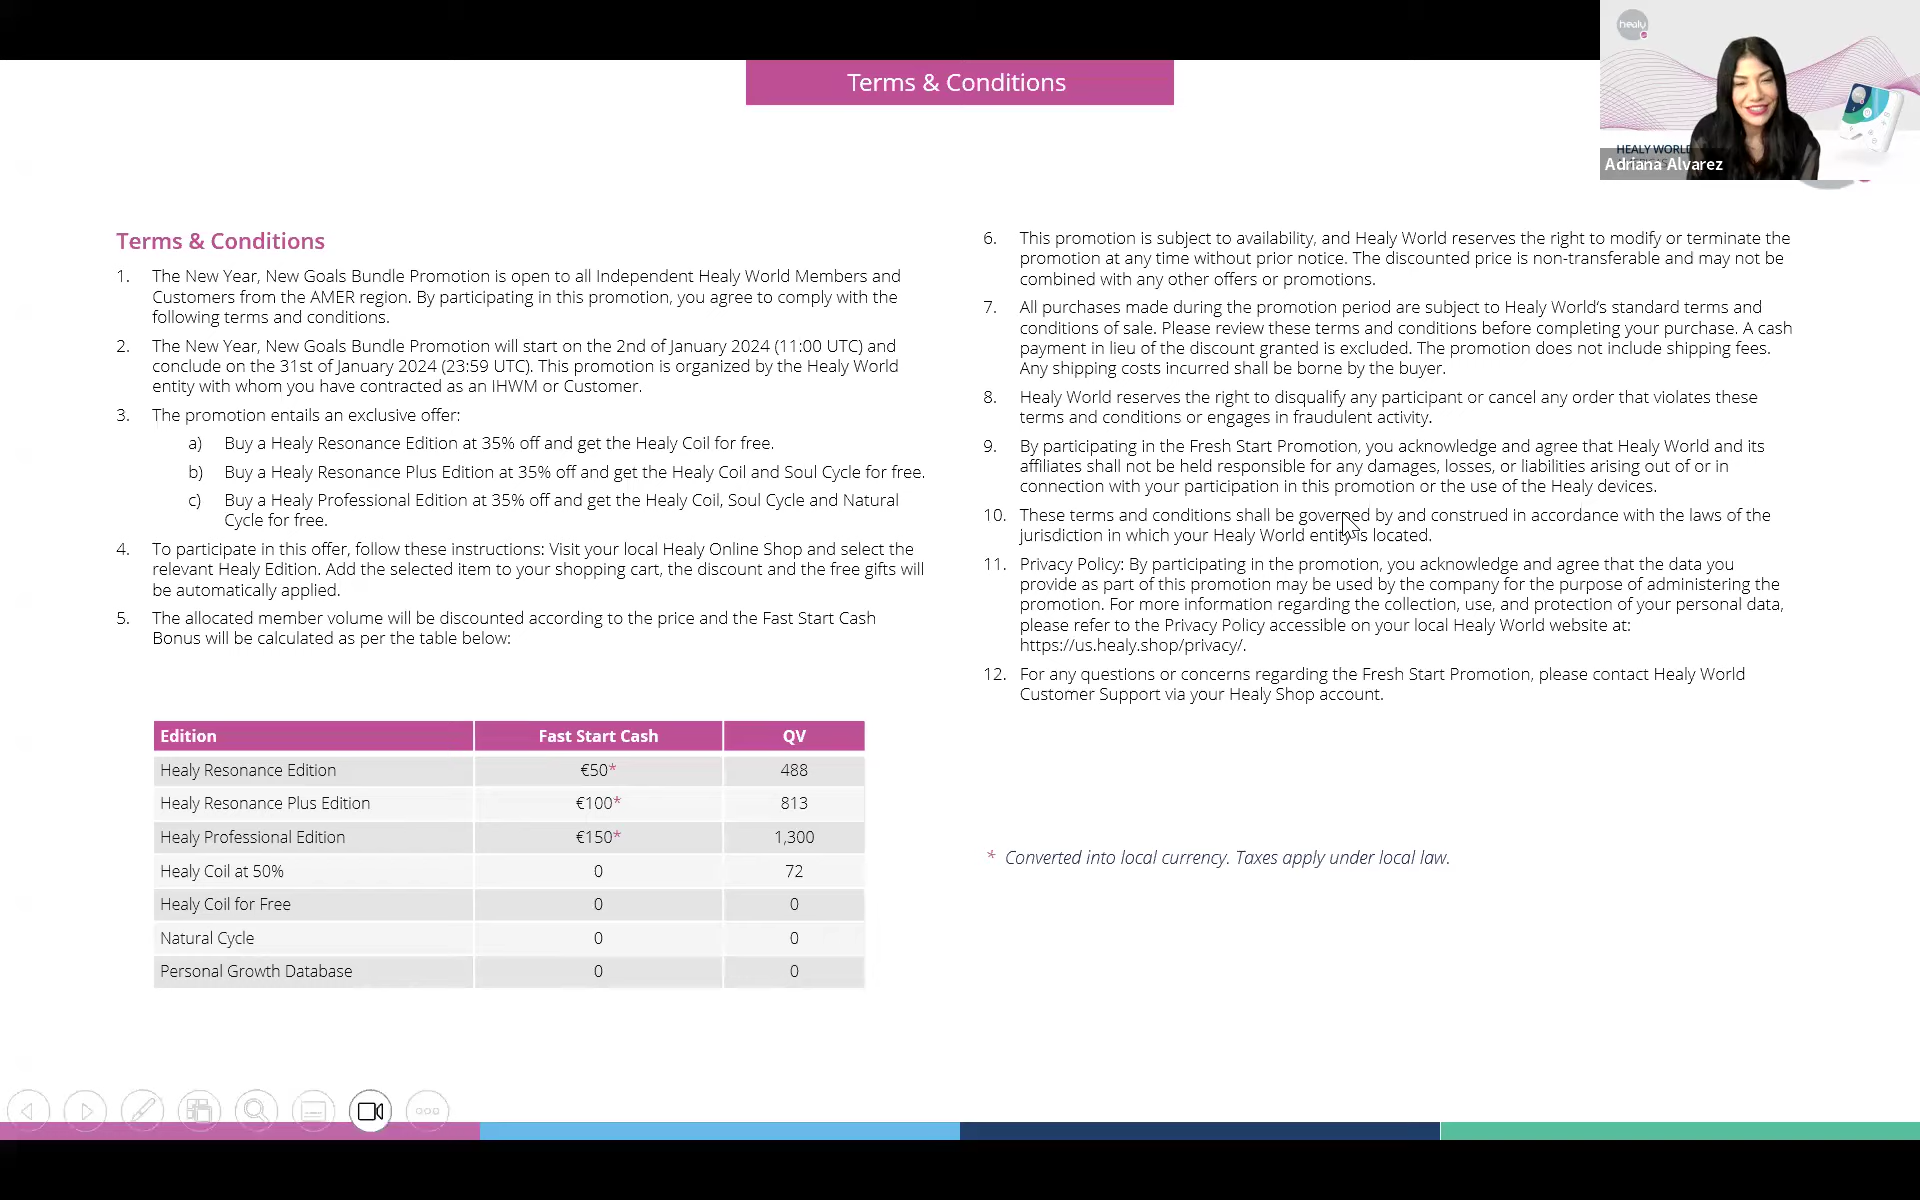 Terms & Conditions
healy
HEALY WORLD
Adriana Alvarez
Terms & Conditions
1. The New Year, New Goals Bundle Promotion is open to all Independent Healy World Members and
Customers from the AMER region. By participating in this promotion, you agree to comply with the
following terms and conditions.
2. The New Year, New Goals Bundle Promotion will start on the 2nd of January 2024 (11:00 UTC) and
conclude on the 31st of January 2024 (23:59 UTC). This promotion is organized by the Healy World
entity with whom you have contracted as an IHWM or Customer.
3. The promotion entails an exclusive offer:
a) Buy a Healy Resonance Edition at 35% off and get the Healy Coil for free.
b) Buy a Healy Resonance Plus Edition at 35% off and get the Healy Coil and Soul Cycle for free.
c) Buy a Healy Professional Edition at 35% off and get the Healy Coil, Soul Cycle and Natural
Cycle for free.
4. To participate in this offer, follow these instructions: Visit your local Healy Online Shop and select the
relevant Healy Edition. Add the selected item to your shopping cart, the discount and the free gifts will
be automatically applied.
5. The allocated member volume will be discounted according to the price and the Fast Start Cash
Bonus will be calculated as per the table below:
Edition Fast Start Cash QV
Healy Resonance Edition €50* 488
Healy Resonance Plus Edition €100* 813
Healy Professional Edition €150* 1,300
Healy Coil at 50% 0 72
Healy Coil for Free 0 0
Natural Cycle 0 0
Personal Growth Database 0 0
6. This promotion is subject to availability, and Healy World reserves the right to modify or terminate the
promotion at any time without prior notice. The discounted price is non-transferable and may not be
combined with any other offers or promotions.
7. All purchases made during the promotion period are subject to Healy World's standard terms and
conditions of sale. Please review these terms and conditions before completing your purchase. A cash
payment in lieu of the discount granted is excluded. The promotion does not include shipping fees.
Any shipping costs incurred shall be borne by the buyer.
8. Healy World reserves the right to disqualify any participant or cancel any order that violates these
terms and conditions or engages in fraudulent activity.
9. By participating in the Fresh Start Promotion, you acknowledge and agree that Healy World and its
affiliates shall not be held responsible for any damages, losses, or liabilities arising out of or in
connection with your participation in this promotion or the use of the Healy devices.
10. These terms and conditions shall be governed by and construed in accordance with the laws of the
jurisdiction in which your Healy World entity is located.
11. Privacy Policy: By participating in the promotion, you acknowledge and agree that the data you
provide as part of this promotion may be used by the company for the purpose of administering the
promotion. For more information regarding the collection, use, and protection of your personal data,
please refer to the Privacy Policy accessible on your local Healy World website at:
https://us.healy.shop/privacy/.
12. For any questions or concerns regarding the Fresh Start Promotion, please contact Healy World
Customer Support via your Healy Shop account.
* Converted into local currency. Taxes apply under local law.